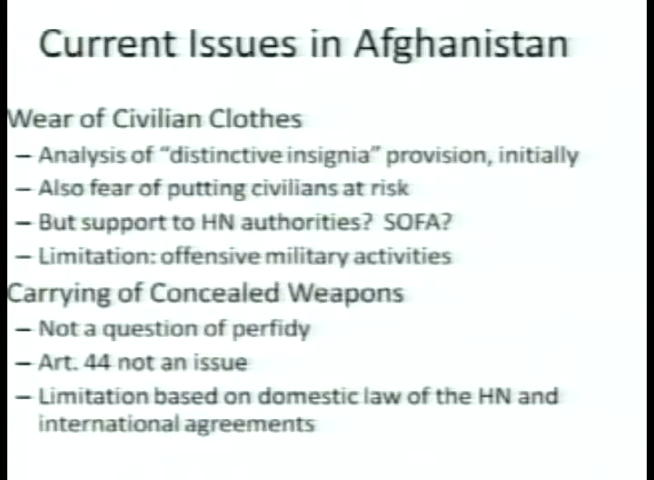 Current Issues in Afghanistan
Wear of Civilian Clothes
– Analysis of “distinctive insignia” provision, initially
– Also fear of putting civilians at risk
– But support to HN authorities? SOFA?
– Limitation: offensive military activities
Carrying of Concealed Weapons
– Not a question of perfidy
– Art. 44 not an issue
– Limitation based on domestic law of the HN and
international agreements